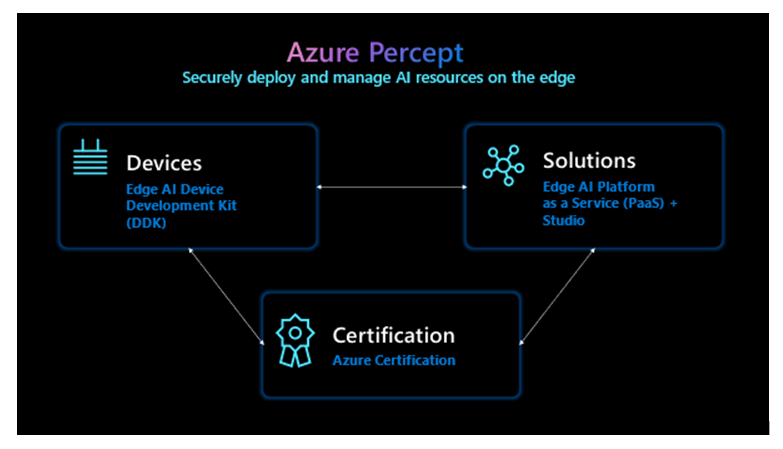 Azure Percept
Securely deploy and manage AI resources on the edge
Devices
Edge AI Device
Development Kit
(DDK)
Solutions
Edge AI Platform
as a Service (PaaS) +
Studio
Certification
Azure Certification